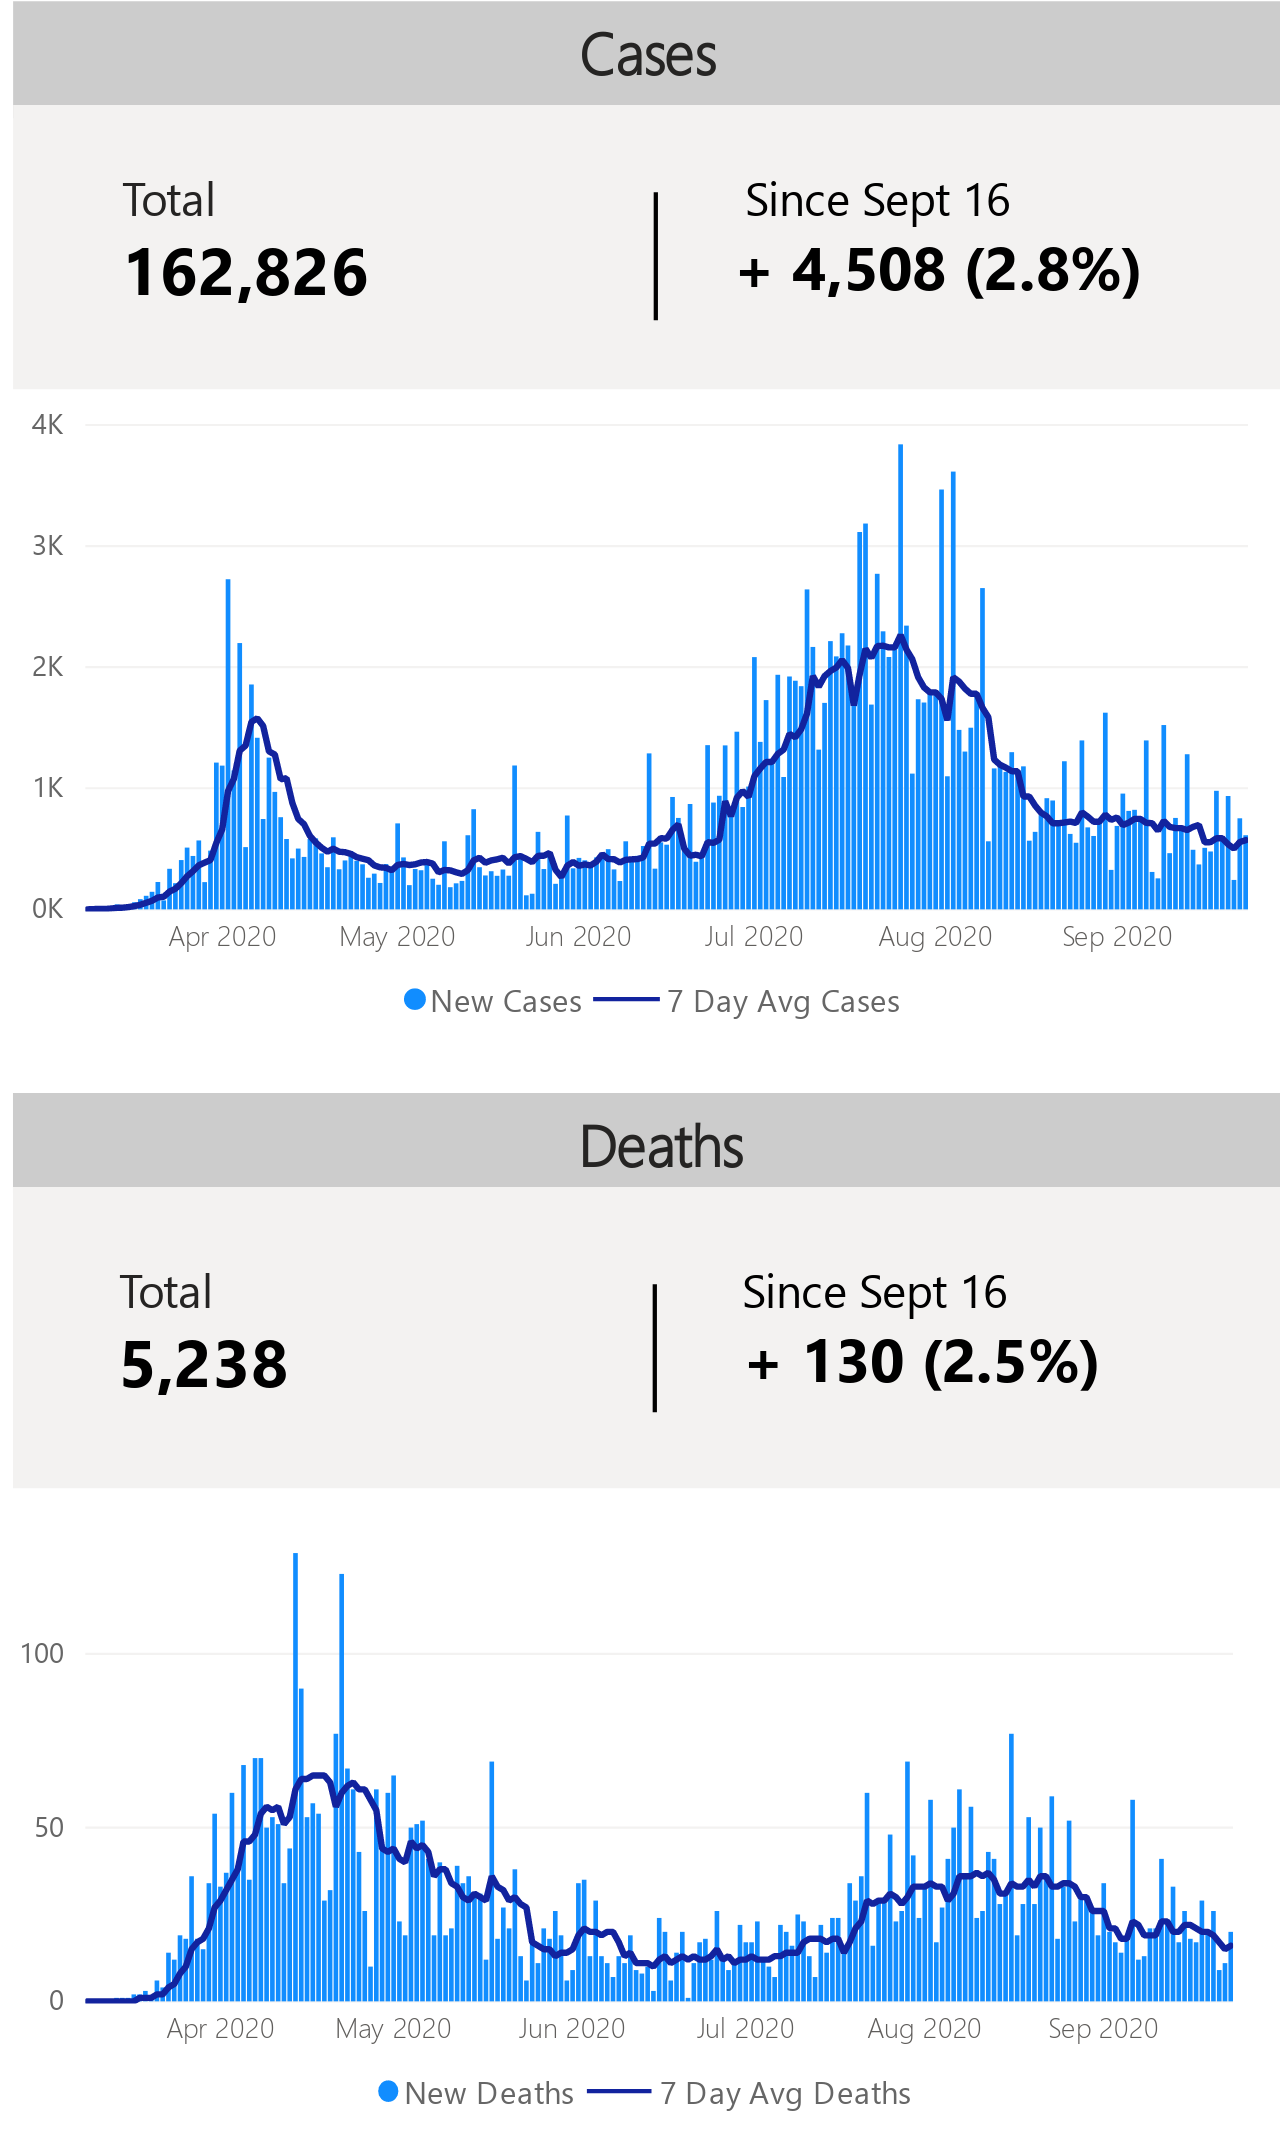 Cases
Total
Since Sept 16
162,826
+ 4,508 (2.8%)
4K
3K
2K
1K
0K
Apr 2020
May 2020
Jun 2020
Jul 2020
Aug 2020
Sep 2020
New Cases
7 Day Avg Cases
Deaths
Total
Since Sept 16
5,238
+ 130 (2.5%)
100
50
0
Apr 2020
May 2020
Jun 2020
Jul 2020
Aug 2020
Sep 2020
New Deaths
7 Day Avg Deaths